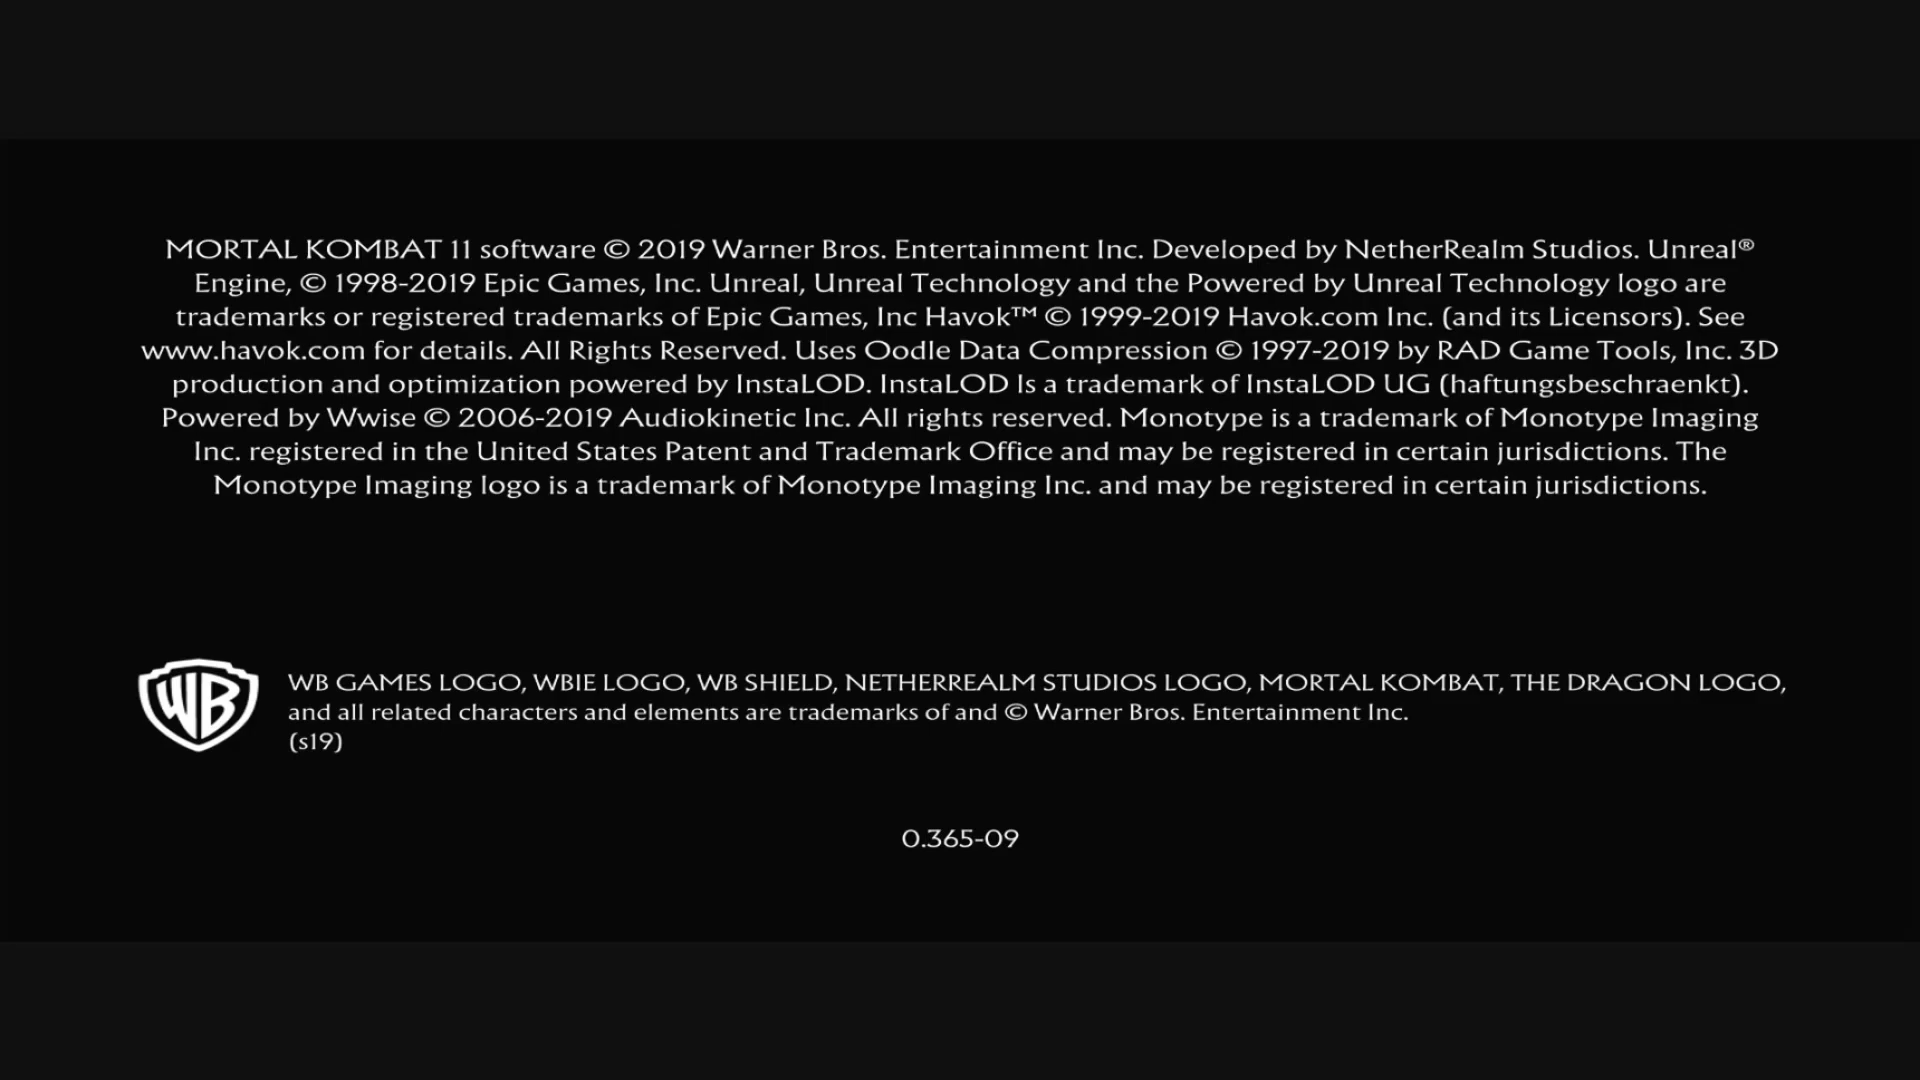 MORTAL KOMBAT 11 software © 2019 Warner Bros. Entertainment Inc. Developed by NetherRealm Studios. Unreal®
Engine, © 1998-2019 Epic Games, Inc. Unreal, Unreal Technology and the Powered by Unreal Technology logo are
trademarks or registered trademarks of Epic Games, Inc Havok™ © 1999-2019 Havok.com Inc. (and its Licensors). See
www.havok.com for details. All Rights Reserved. Uses Oodle Data Compression © 1997-2019 by RAD Game Tools, Inc. 3D
production and optimization powered by InstaLOD. InstaLOD Is a trademark of InstaLOD UG (haftungsbeschraenkt).
Powered by Wwise © 2006-2019 Audiokinetic Inc. All rights reserved. Monotype is a trademark of Monotype Imaging
Inc. registered in the United States Patent and Trademark Office and may be registered in certain jurisdictions. The
Monotype Imaging logo is a trademark of Monotype Imaging Inc. and may be registered in certain jurisdictions.
WB
WB GAMES LOGO, WBIE LOGO, WB SHIELD, NETHERREALM STUDIOS LOGO, MORTAL KOMBAT, THE DRAGON LOGO,
and all related characters and elements are trademarks of and © Warner Bros. Entertainment Inc.
(s19)
0.365-09